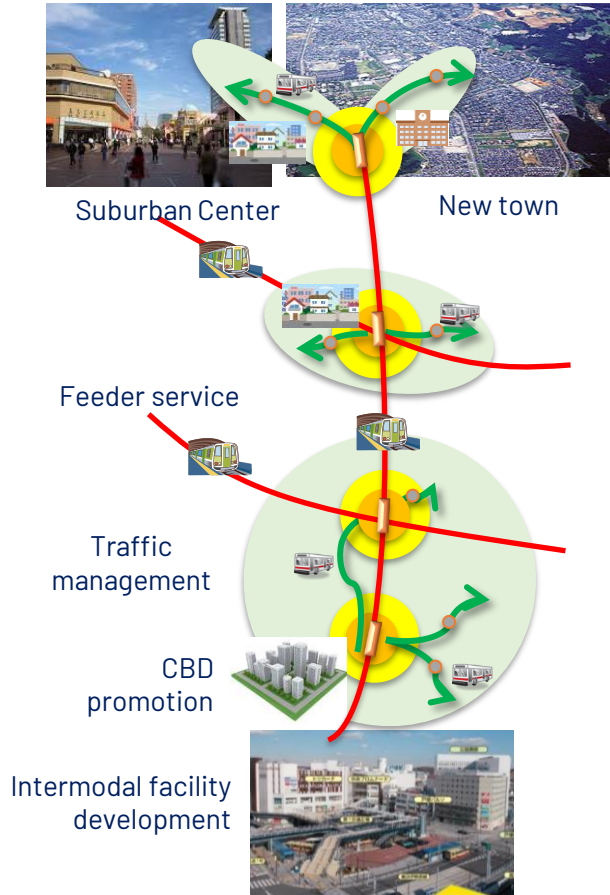 Suburban Center
New town
Feeder service
Traffic
management
CBD
promotion
Intermodal facility
development